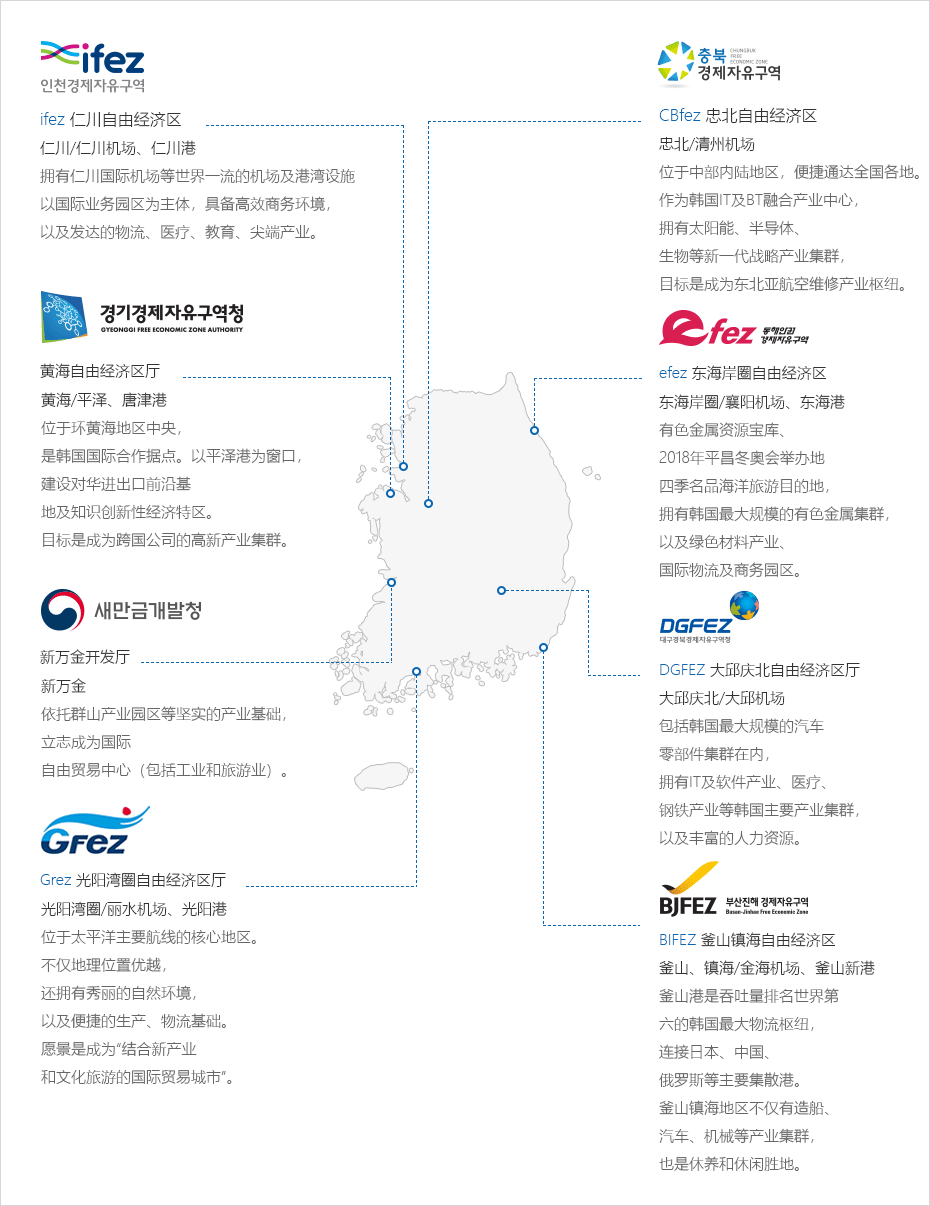 ifez
인천경제자유구역
ifez 仁川自由经济区
仁川/仁川机场、仁川港
拥有仁川国际机场等世界一流的机场及港湾设施
以国际业务园区为主体，具备高效商务环境，
以及发达的物流、医疗、教育、尖端产业。
경기경제자유구역청
GYEONGGI FREE ECONOMIC ZONE AUTHORITY
黄海自由经济区厅
黄海/平泽、唐津港
位于环黄海地区中央，
是韩国国际合作据点。以平泽港为窗口，
建设对华进出口前沿基
地及知识创新性经济特区。
目标是成为跨国公司的高新产业集群。
새만금개발청
新万金开发厅
新万金
依托群山产业园区等坚实的产业基础，
立志成为国际
自由贸易中心（包括工业和旅游业）。
GFEZ
Grez 光阳湾圈自由经济区厅
光阳湾圈/丽水机场、光阳港
位于太平洋主要航线的核心地区。
不仅地理位置优越，
还拥有秀丽的自然环境，
以及便捷的生产、物流基础。
愿景是成为“结合新产业
和文化旅游的国际贸易城市”。
충북
CHUNGBUK
FREE
ECONOMIC ZONE
경제자유구역
CBfez 忠北自由经济区
忠北/清州机场
位于中部内陆地区，便捷通达全国各地。
作为韩国IT及BT融合产业中心，
拥有太阳能、半导体、
生物等新一代战略产业集群，
目标是成为东北亚航空维修产业枢纽。
efez 동해안권
경제자유구역
efez 东海岸圈自由经济区
东海岸圈/襄阳机场、东海港
有色金属资源宝库、
2018年平昌冬奥会举办地
四季名品海洋旅游目的地，
拥有韩国最大规模的有色金属集群，
以及绿色材料产业、
国际物流及商务园区。
DGFEZ
대구경북경제자유구역청
DGFEZ 大邱庆北自由经济区厅
大邱庆北/大邱机场
包括韩国最大规模的汽车
零部件集群在内，
拥有IT及软件产业、医疗、
钢铁产业等韩国主要产业集群，
以及丰富的人力资源。
BJFEZ 부산진해 경제자유구역
Busan-Jinhae Free Economic Zone
BIFEZ 釜山镇海自由经济区
釜山、镇海/金海机场、釜山新港
釜山港是吞吐量排名世界第
六的韩国最大物流枢纽，
连接日本、中国、
俄罗斯等主要集散港。
釜山镇海地区不仅有造船、
汽车、机械等产业集群，
也是休养和休闲胜地。